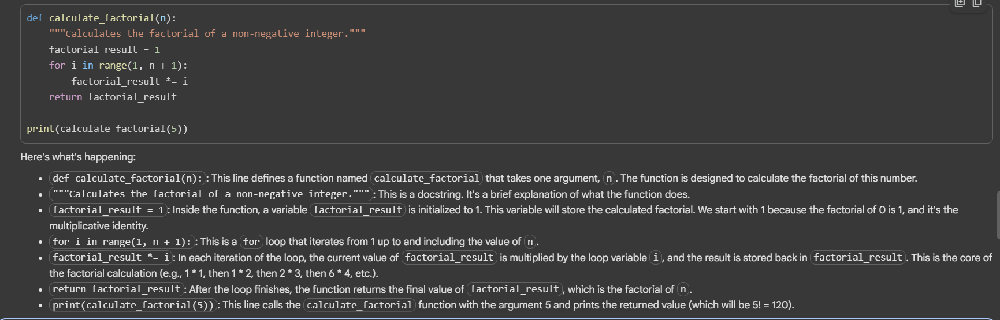 def calculate_factorial(n):
    """Calculates the factorial of a non-negative integer."""
    factorial_result = 1
    for i in range(1, n + 1):
        factorial_result *= i
    return factorial_result

print(calculate_factorial(5))
Here's what's happening:
• def calculate_factorial(n): : This line defines a function named calculate_factorial that takes one argument, n . The function is designed to calculate the factorial of this number.
• """Calculates the factorial of a non-negative integer.""" : This is a docstring. It's a brief explanation of what the function does.
• factorial_result = 1 : Inside the function, a variable factorial_result is initialized to 1. This variable will store the calculated factorial. We start with 1 because the factorial of 0 is 1, and it's the
multiplicative identity.
• for i in range(1, n + 1): : This is a for loop that iterates from 1 up to and including the value of n .
• factorial_result *= i : In each iteration of the loop, the current value of factorial_result is multiplied by the loop variable i , and the result is stored back in factorial_result . This is the core of
the factorial calculation (e.g., 1 * 1, then 1 * 2, then 2 * 3, then 6 * 4, etc.).
• return factorial_result : After the loop finishes, the function returns the final value of factorial_result , which is the factorial of n .
• print(calculate_factorial(5)) : This line calls the calculate_factorial function with the argument 5 and prints the returned value (which will be 5! = 120).